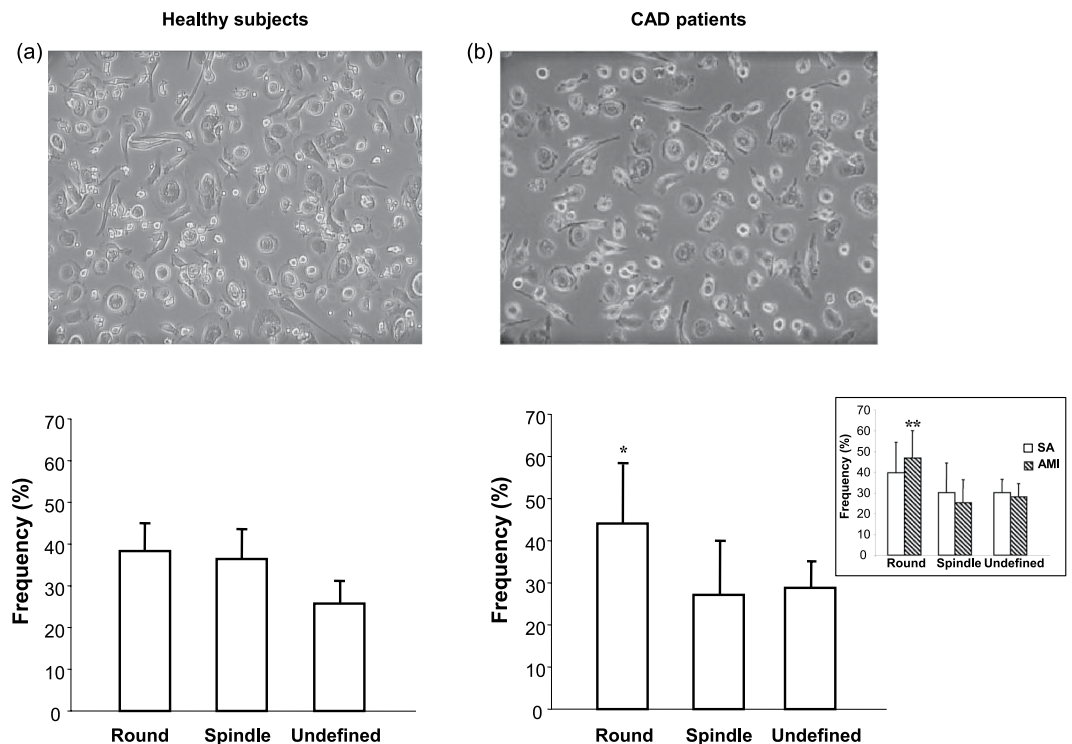 Healthy subjects
CAD patients
(a)
(b)
70
60
50
40
30
20
10
0
Frequency (%)
Round Spindle Undefined
70
60
50
40
30
20
10
0
Frequency (%)
*
Round Spindle Undefined
70
60
50
40
30
20
10
0
Frequency (%)
**
SA
AMI
Round Spindle Undefined